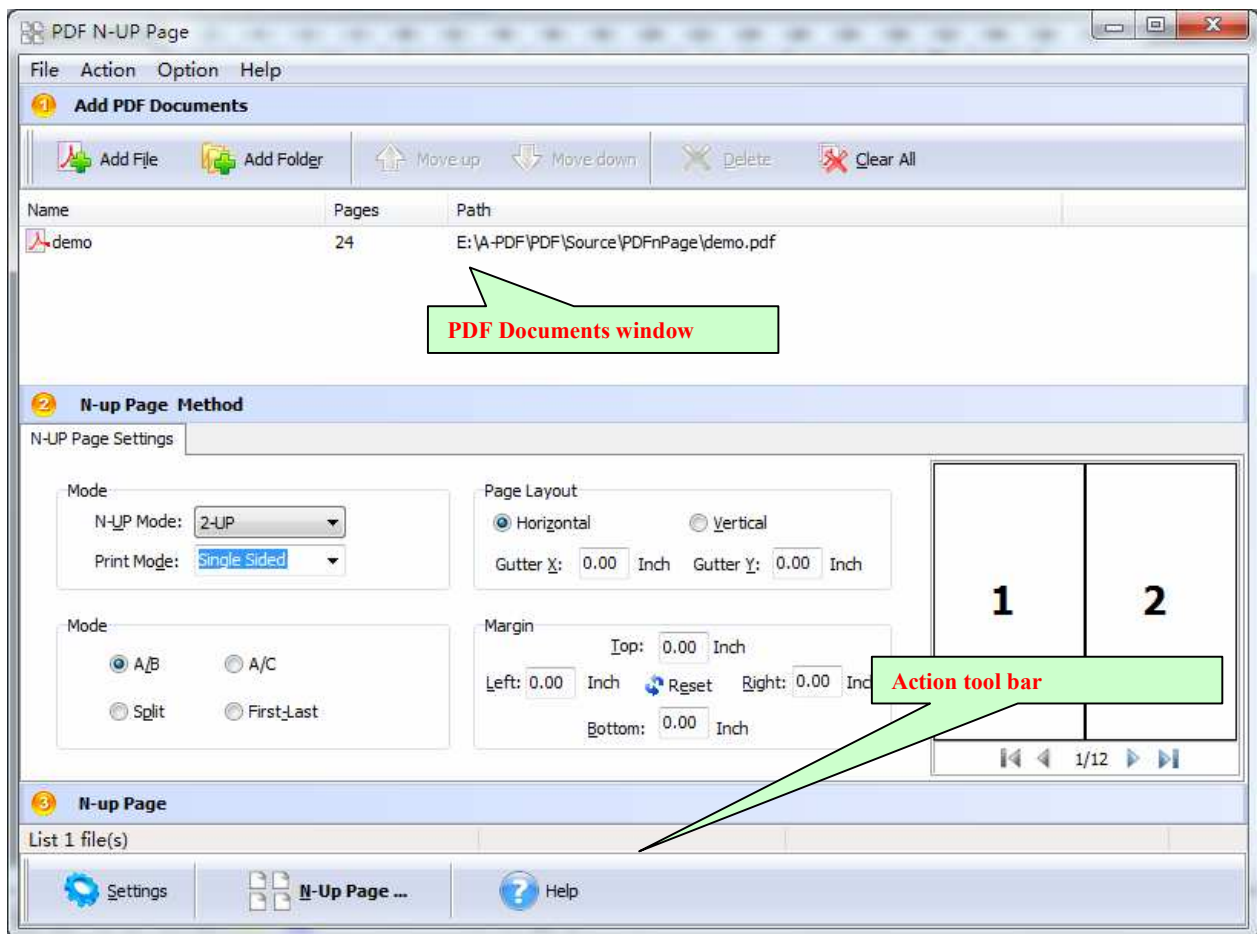 PDF N-UP Page
File Action Option Help
1 Add PDF Documents
Add File Add Folder Move up Move down Delete Clear All
Name Pages Path
demo 24 E:\A-PDF\PDF\Source\PDFnPage\demo.pdf
PDF Documents window
2 N-up Page Method
N-UP Page Settings
Mode
N-UP Mode: 2-UP
Print Mode: Single Sided
Page Layout
Horizontal Vertical
Gutter X: 0.00 Inch Gutter Y: 0.00 Inch
Mode
A/B A/C
Split First-Last
Margin
Top: 0.00 Inch
Left: 0.00 Inch Reset Right: 0.00 Inc
Bottom: 0.00 Inch
1 2
Action tool bar
1/12
3 N-up Page
List 1 file(s)
Settings N-Up Page ... Help